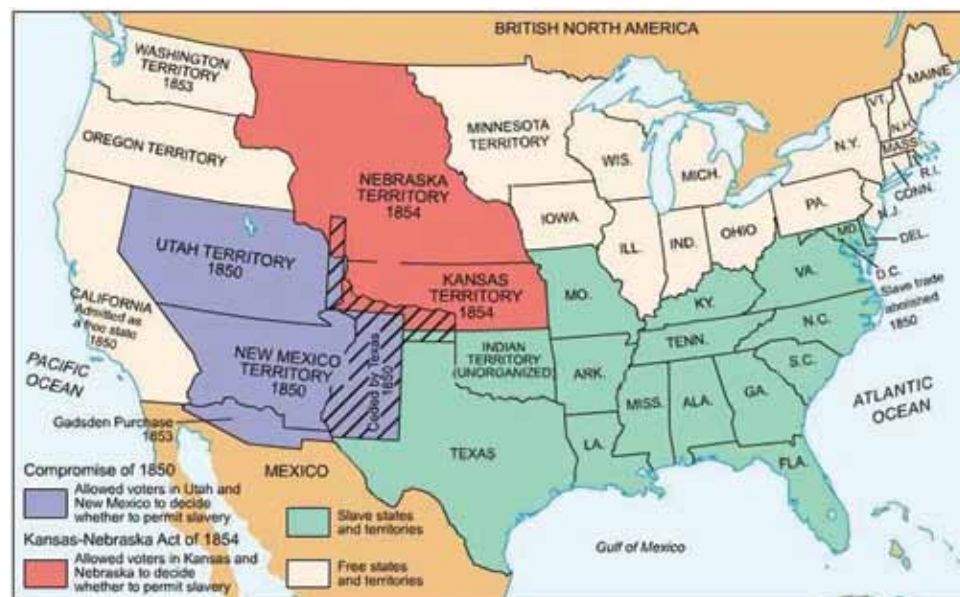 BRITISH NORTH AMERICA
WASHINGTON
TERRITORY
1853
OREGON TERRITORY
MINNESOTA
TERRITORY
NEBRASKA
TERRITORY
1854
UTAH TERRITORY
1850
CALIFORNIA
Admitted as
a free state
1850
KANSAS
TERRITORY
1854
NEW MEXICO
TERRITORY
1850
Ceded by Texas
1850
INDIAN
TERRITORY
(UNORGANIZED)
PACIFIC
OCEAN
Gadsden Purchase
1853
MEXICO
TEXAS
WIS.
MICH.
IOWA
ILL.
IND.
OHIO
PA.
N.Y.
VT.
N.H.
MAINE
MASS.
R.I.
CONN.
N.J.
DEL.
MD.
D.C.
Slave trade
abolished
1850
VA.
MO.
KY.
N.C.
TENN.
S.C.
ARK.
MISS.
ALA.
GA.
LA.
FLA.
ATLANTIC
OCEAN
Gulf of Mexico
Compromise of 1850
Allowed voters in Utah and
New Mexico to decide
whether to permit slavery
Kansas-Nebraska Act of 1854
Allowed voters in Kansas and
Nebraska to decide
whether to permit slavery
Slave states
and territories
Free states
and territories